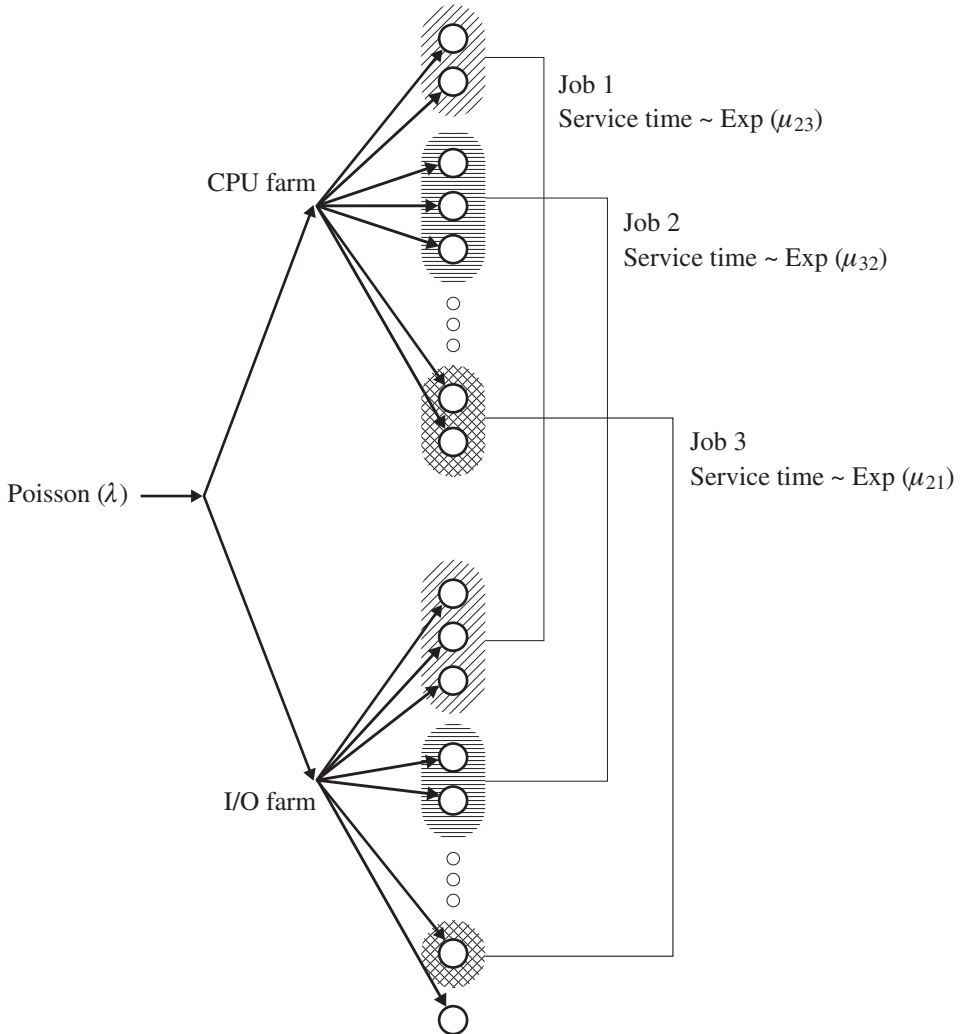 Job 1
Service time ~ Exp (μ23)
CPU farm
Job 2
Service time ~ Exp (μ32)
Job 3
Service time ~ Exp (μ21)
Poisson (λ)
I/O farm